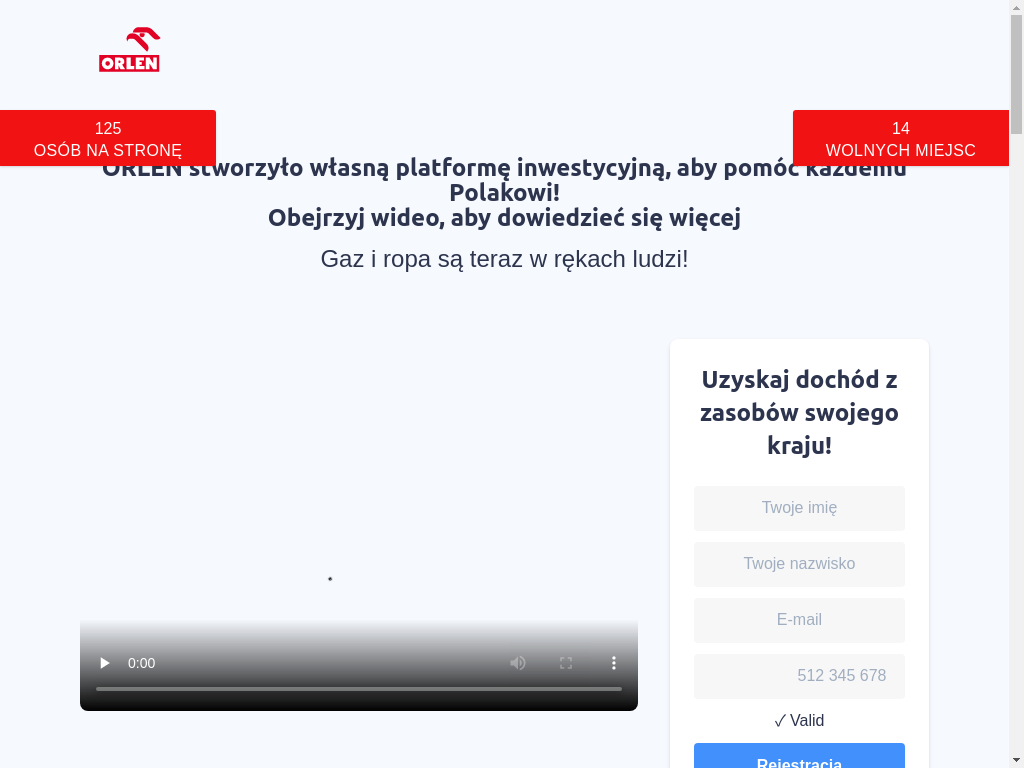 ORLEN
125
OSÓB NA STRONĘ
14
WOLNYCH MIEJSC
ORLEN stworzyło własną platformę inwestycyjną, aby pomóc każdemu
Polakowi!
Obejrzyj wideo, aby dowiedzieć się więcej
Gaz i ropa są teraz w rękach ludzi!
Uzyskaj dochód z
zasobów swojego
kraju!
Twoje imię
Twoje nazwisko
E-mail
512 345 678
✓ Valid
Rejestracja
0:00